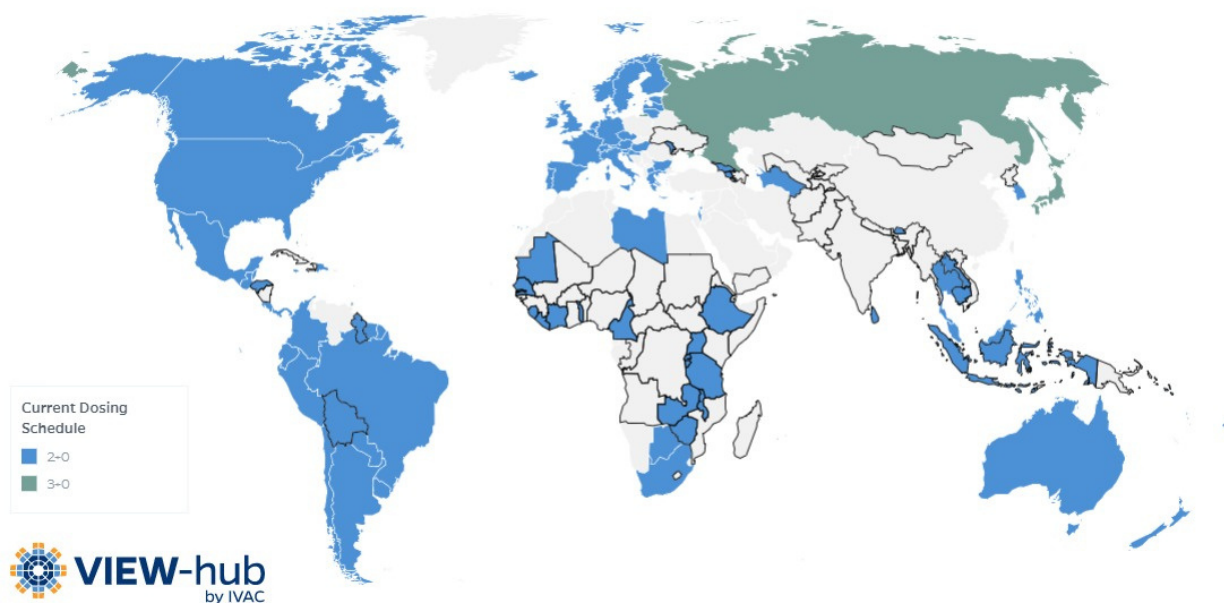 Current Dosing
Schedule
2+0
3+0
VIEW-hub
by IVAC